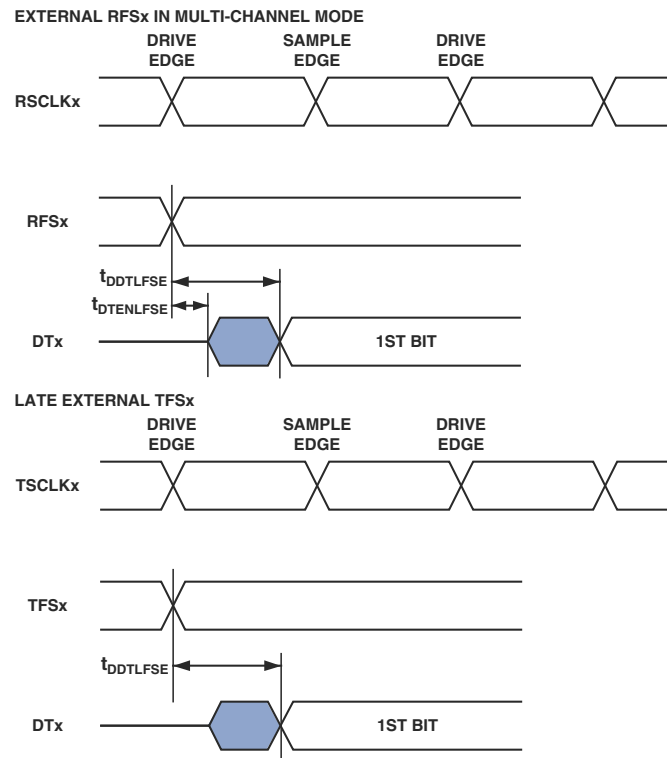 EXTERNAL RFSx IN MULTI-CHANNEL MODE
DRIVE EDGE
SAMPLE EDGE
DRIVE EDGE
RSCLKx
RFSx
tDDTLFSE
tDTENLFSE
DTx
1ST BIT
LATE EXTERNAL TFSx
DRIVE EDGE
SAMPLE EDGE
DRIVE EDGE
TSCLKx
TFSx
tDDTLFSE
DTx
1ST BIT